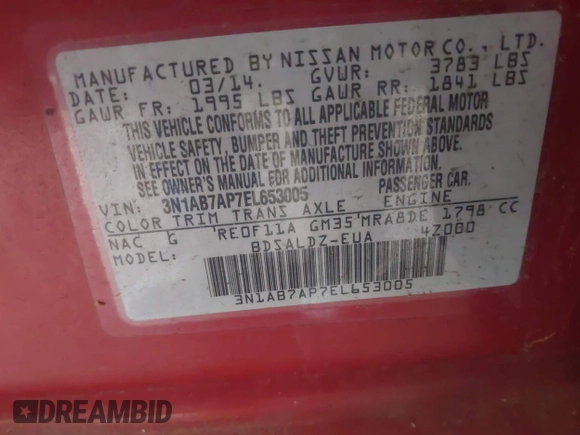 MANUFACTURED BY NISSAN MOTOR CO., LTD.
DATE: 03/14. GVWR: 3783 LBS
GAWR FR: 1995 LBS GAWR RR: 1841 LBS
THIS VEHICLE CONFORMS TO ALL APPLICABLE FEDERAL MOTOR
VEHICLE SAFETY, BUMPER, AND THEFT PREVENTION STANDARDS
IN EFFECT ON THE DATE OF MANUFACTURE SHOWN ABOVE.
SEE OWNER'S MANUAL FOR ADDITIONAL INFORMATION.
VIN: 3N1AB7AP7EL653005 PASSENGER CAR.
COLOR TRIM TRANS AXLE ENGINE
NAC G RE0F11A GM35 MRA8DE 1798 CC
MODEL: BDSALDZ-EUA 4Z000
3N1AB7AP7EL653005
DREAMBID